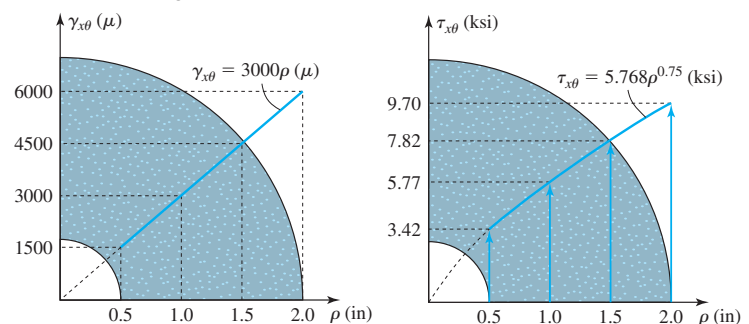 γxθ (μ)
γxθ = 3000ρ (μ)
6000
4500
3000
1500
0.5 1.0 1.5 2.0 ρ (in)
τxθ (ksi)
τxθ = 5.768ρ^0.75 (ksi)
9.70
7.82
5.77
3.42
0.5 1.0 1.5 2.0 ρ (in)